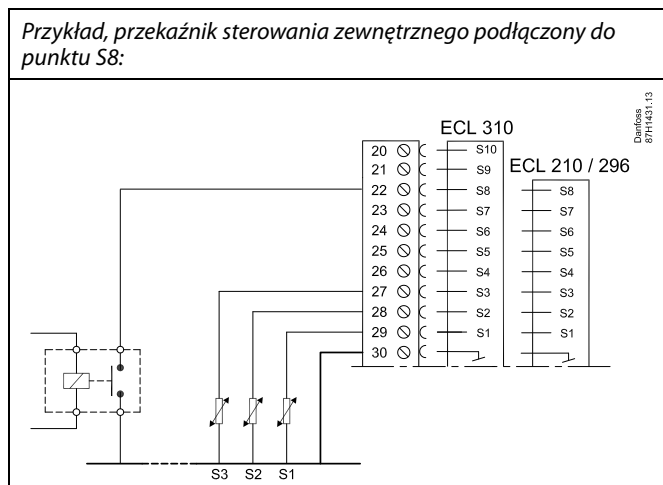 Przykład, przekaźnik sterowania zewnętrznego podłączony do
punktu S8:
Danfoss
87H1431.13
ECL 310
ECL 210 / 296
20 S10
21 S9
22 S8 S8
23 S7 S7
24 S6 S6
25 S5 S5
26 S4 S4
27 S3 S3
28 S2 S2
29 S1 S1
30
S3 S2 S1